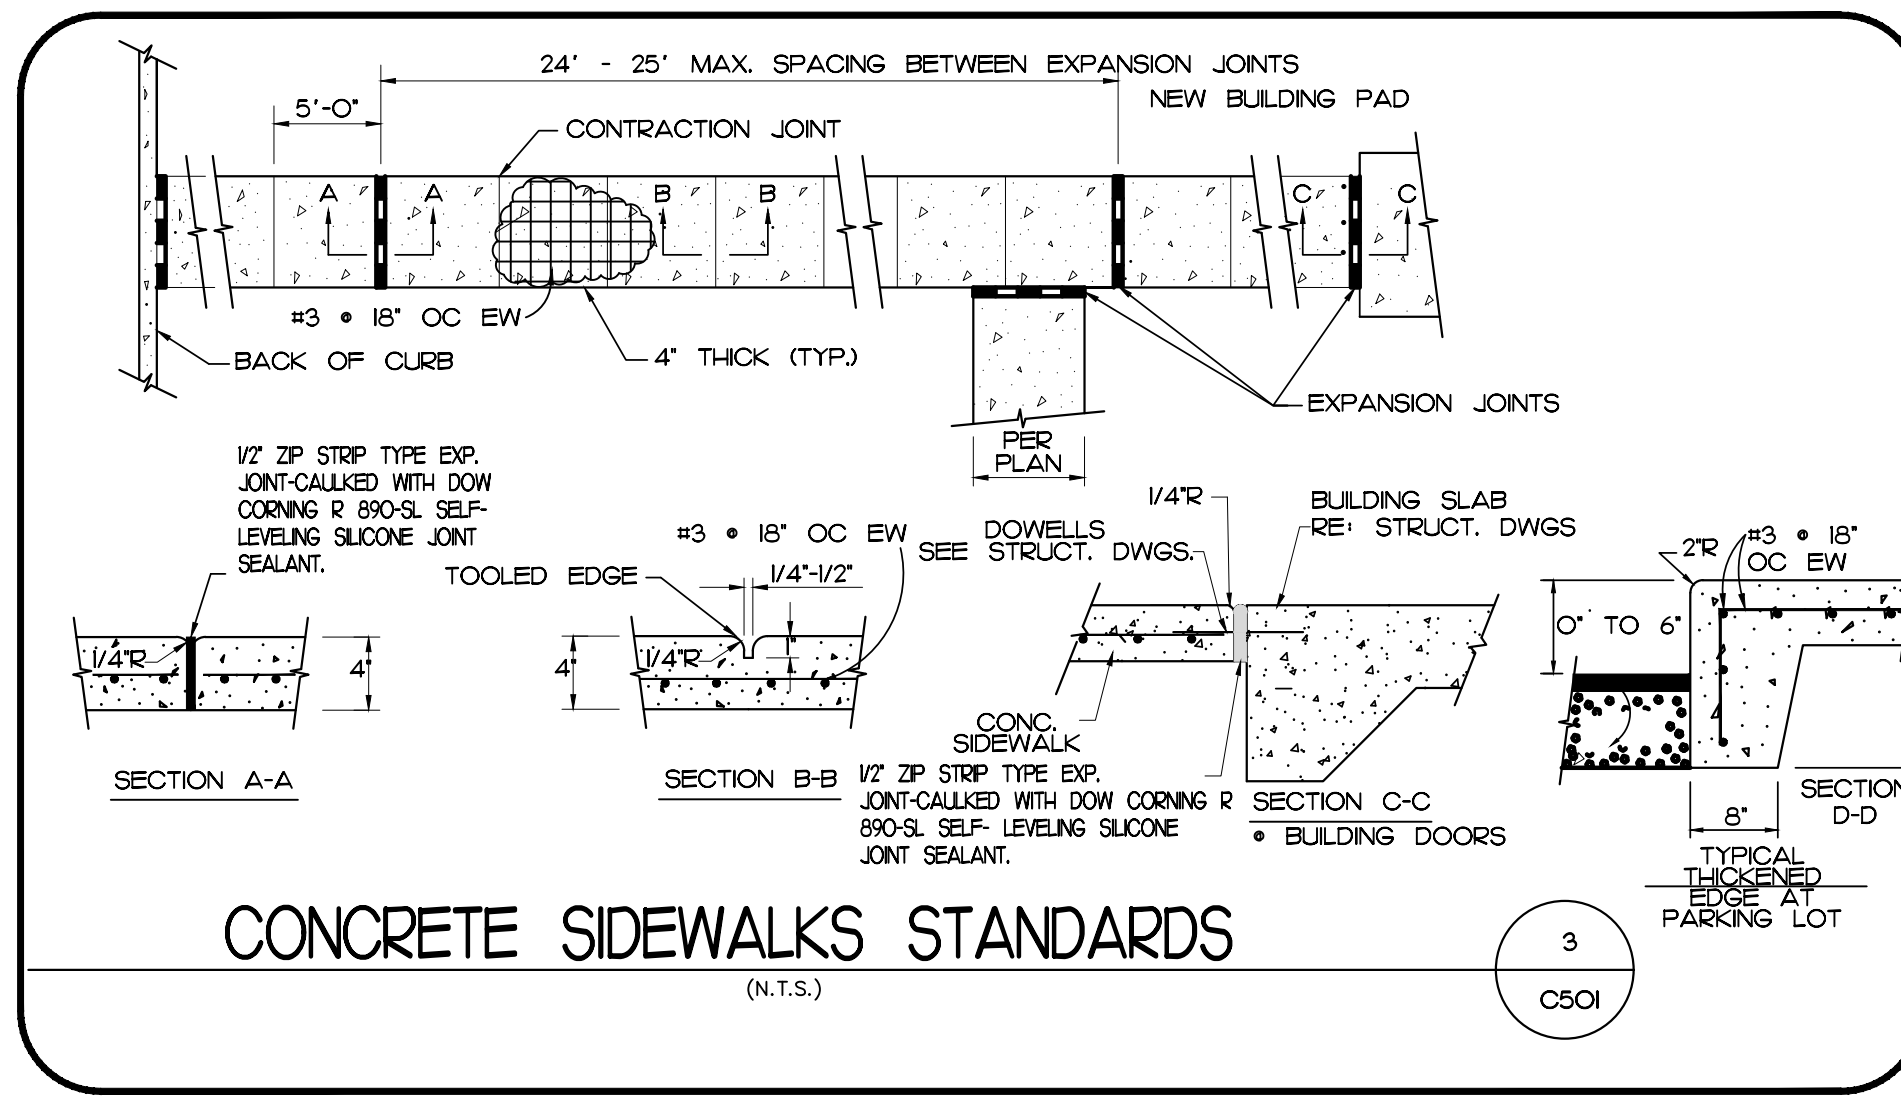 24' - 25' MAX. SPACING BETWEEN EXPANSION JOINTS
NEW BUILDING PAD
5'-0"
CONTRACTION JOINT
A
A
B
B
C
C
#3 @ 18" OC EW
BACK OF CURB
4" THICK (TYP.)
EXPANSION JOINTS
PER
PLAN
1/2" ZIP STRIP TYPE EXP.
JOINT-CAULKED WITH DOW
CORNING R 890-SL SELF-
LEVELING SILICONE JOINT
SEALANT.
1/4"R
4"
SECTION A-A
#3 @ 18" OC EW
TOOLED EDGE
1/4"-1/2"
1/4"R
1"
4"
SECTION B-B
DOWELLS
SEE STRUCT. DWGS.
1/4"R
BUILDING SLAB
RE: STRUCT. DWGS
CONC.
SIDEWALK
1/2" ZIP STRIP TYPE EXP.
JOINT-CAULKED WITH DOW CORNING R
890-SL SELF- LEVELING SILICONE
JOINT SEALANT.
SECTION C-C
@ BUILDING DOORS
2"R
#3 @ 18"
OC EW
0" TO 6"
8"
SECTION
D-D
TYPICAL
THICKENED
EDGE AT
PARKING LOT
CONCRETE SIDEWALKS STANDARDS
(N.T.S.)
3
C501